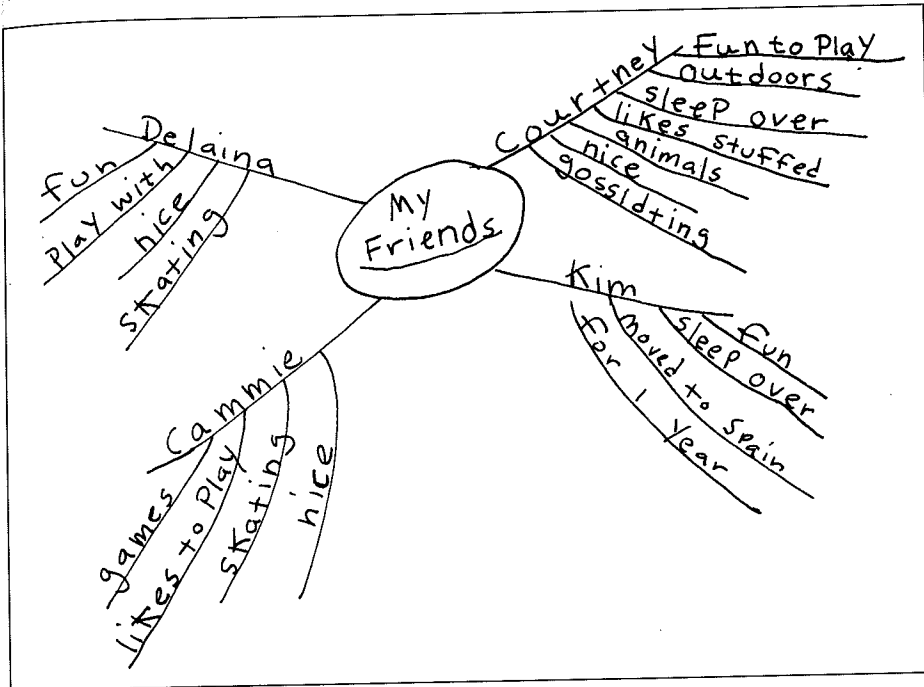 My
Friends
Delaina
fun
Play with
nice
skating
Courtney
Fun to Play
outdoors
sleep over
likes stuffed
animals
nice
gossidting
Kim
fun
sleep over
moved to Spain
for 1 year
Cammie
games
likes to Play
skating
nice